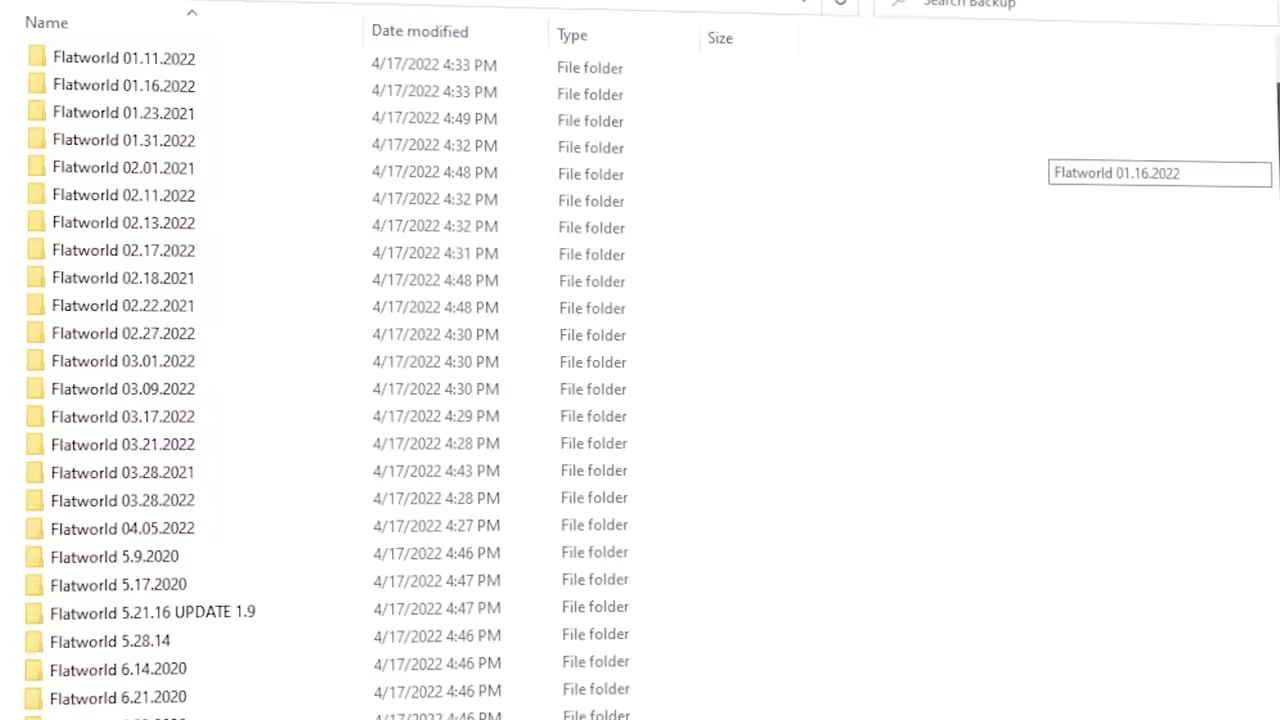 Search Backup
Name Date modified Type Size
Flatworld 01.11.2022 4/17/2022 4:33 PM File folder
Flatworld 01.16.2022 4/17/2022 4:33 PM File folder
Flatworld 01.23.2021 4/17/2022 4:49 PM File folder
Flatworld 01.31.2022 4/17/2022 4:32 PM File folder
Flatworld 02.01.2021 4/17/2022 4:48 PM File folder
Flatworld 01.16.2022
Flatworld 02.11.2022 4/17/2022 4:32 PM File folder
Flatworld 02.13.2022 4/17/2022 4:32 PM File folder
Flatworld 02.17.2022 4/17/2022 4:31 PM File folder
Flatworld 02.18.2021 4/17/2022 4:48 PM File folder
Flatworld 02.22.2021 4/17/2022 4:48 PM File folder
Flatworld 02.27.2022 4/17/2022 4:30 PM File folder
Flatworld 03.01.2022 4/17/2022 4:30 PM File folder
Flatworld 03.09.2022 4/17/2022 4:30 PM File folder
Flatworld 03.17.2022 4/17/2022 4:29 PM File folder
Flatworld 03.21.2022 4/17/2022 4:28 PM File folder
Flatworld 03.28.2021 4/17/2022 4:43 PM File folder
Flatworld 03.28.2022 4/17/2022 4:28 PM File folder
Flatworld 04.05.2022 4/17/2022 4:27 PM File folder
Flatworld 5.9.2020 4/17/2022 4:46 PM File folder
Flatworld 5.17.2020 4/17/2022 4:47 PM File folder
Flatworld 5.21.16 UPDATE 1.9 4/17/2022 4:47 PM File folder
Flatworld 5.28.14 4/17/2022 4:46 PM File folder
Flatworld 6.14.2020 4/17/2022 4:46 PM File folder
Flatworld 6.21.2020 4/17/2022 4:46 PM File folder
4/17/2022 4:46 PM File folder